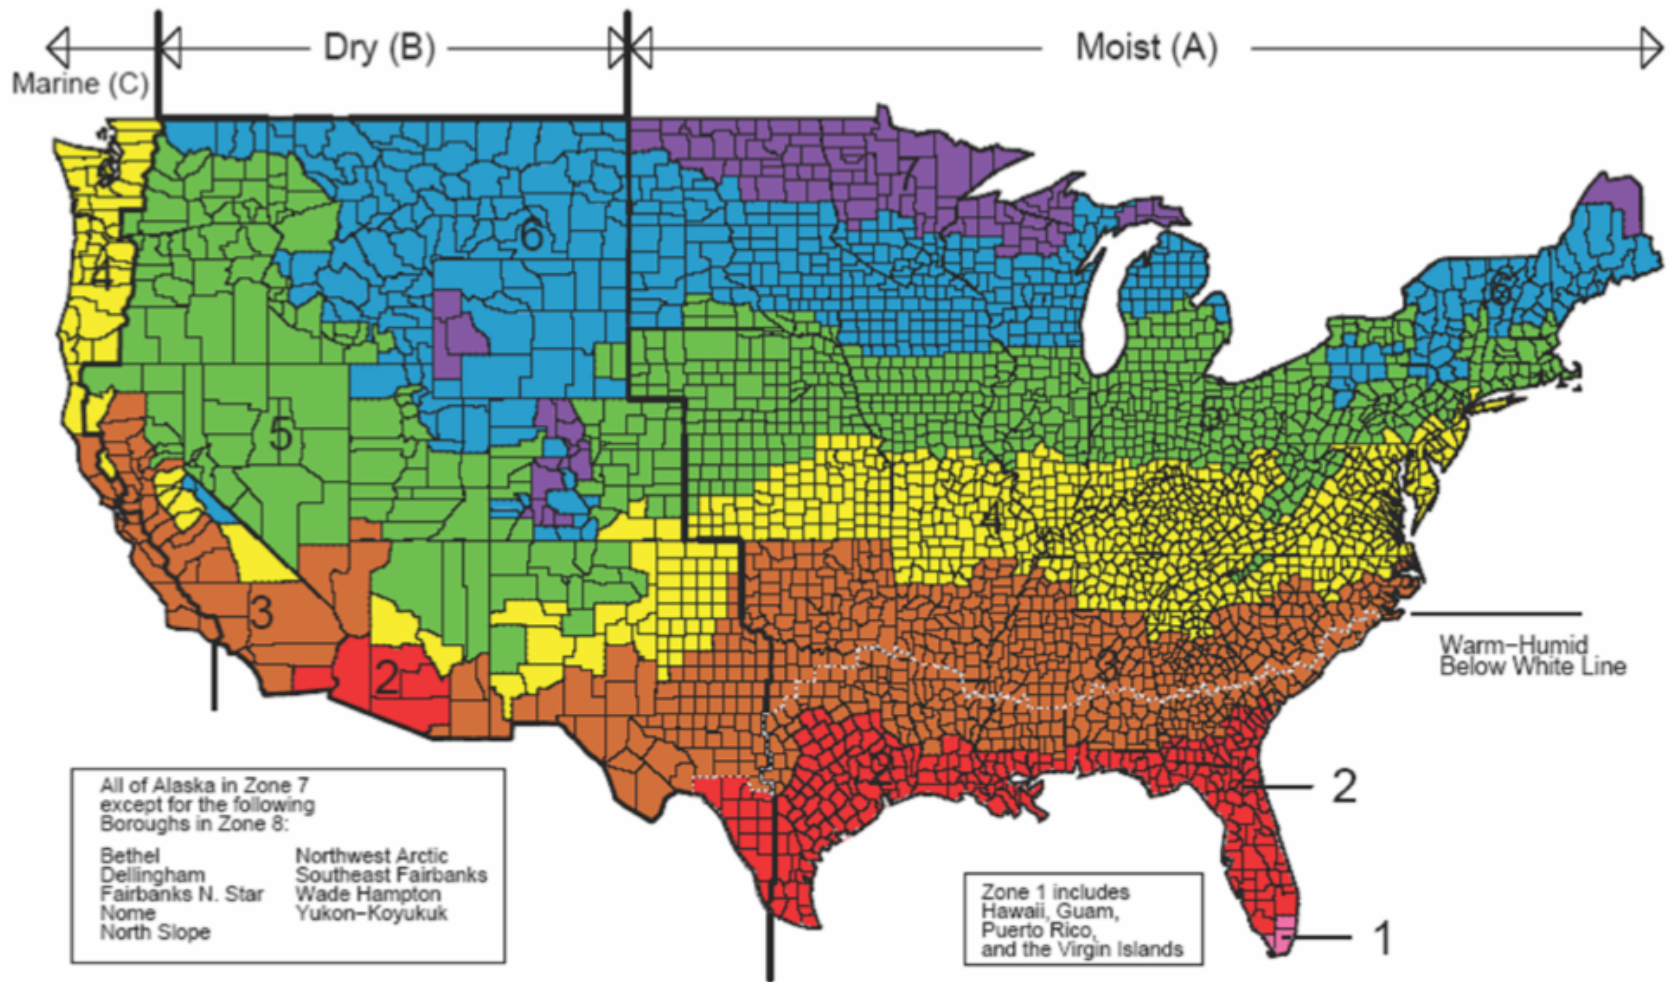 Dry (B)
Moist (A)
Marine (C)
7
6
6
4
5
5
4
3
3
2
2
Warm-Humid
Below White Line
2
1
All of Alaska in Zone 7
except for the following
Boroughs in Zone 8:
Bethel
Dellingham
Fairbanks N. Star
Nome
North Slope
Northwest Arctic
Southeast Fairbanks
Wade Hampton
Yukon-Koyukuk
Zone 1 includes
Hawaii, Guam,
Puerto Rico,
and the Virgin Islands